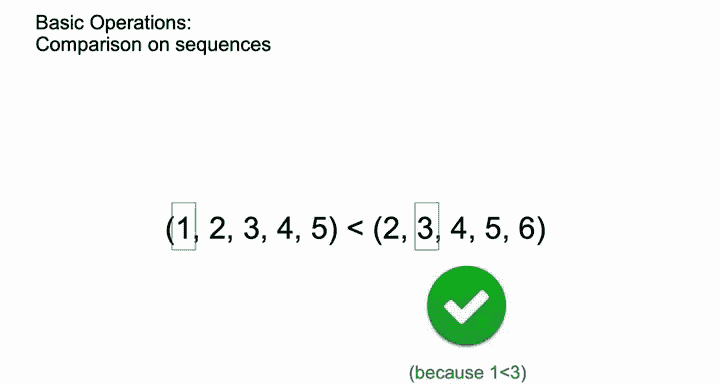 Basic Operations:
Comparison on sequences
(1, 2, 3, 4, 5) < (2, 3, 4, 5, 6)
(because 1<3)